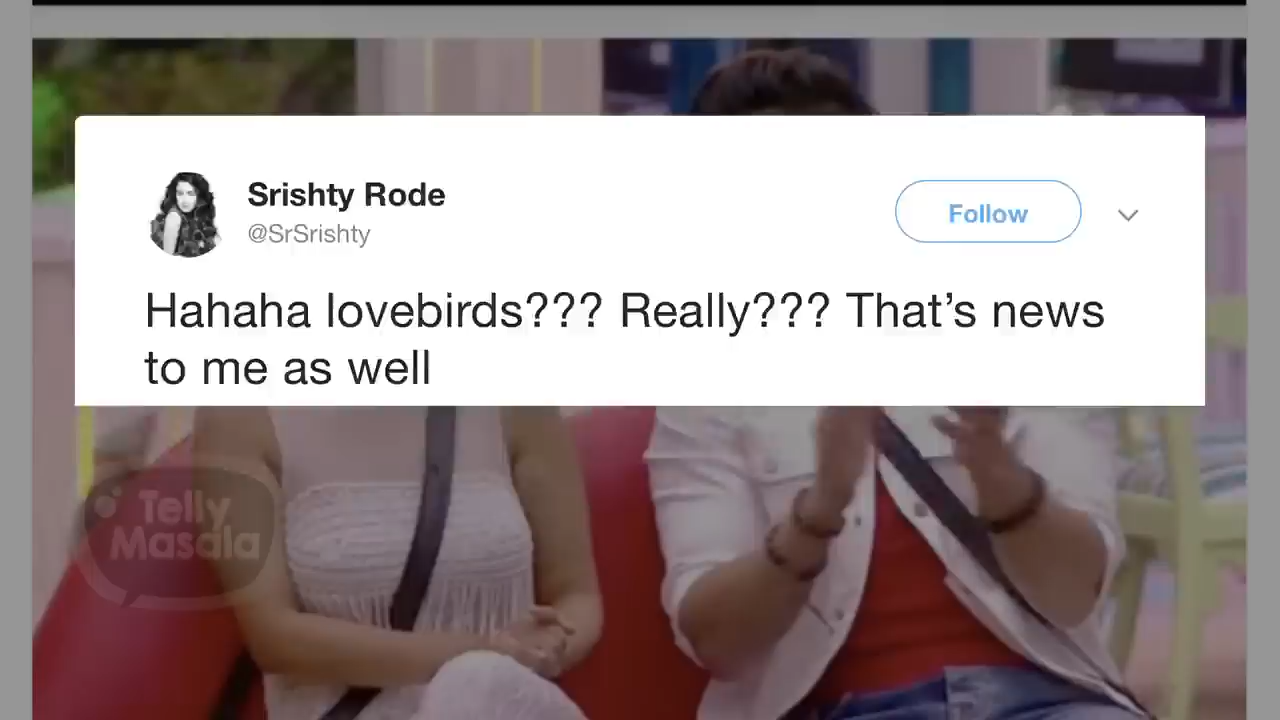 Srishty Rode
@SrSrishty
Follow
Hahaha lovebirds??? Really??? That’s news
to me as well
Telly
Masala